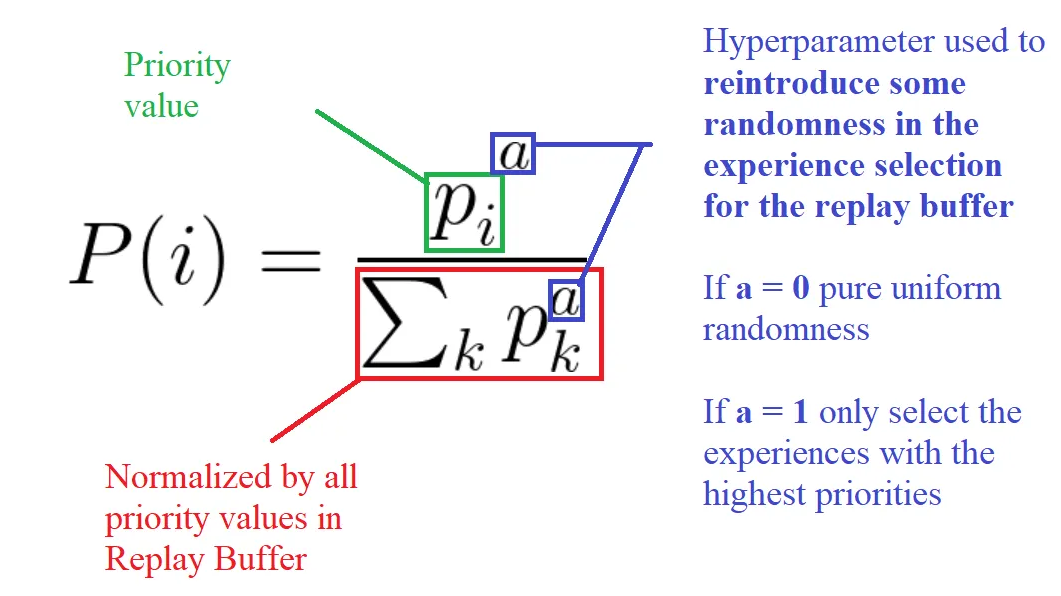 Priority
value
P(i) = p_i^a / ∑_k p_k^a
Normalized by all
priority values in
Replay Buffer
Hyperparameter used to
reintroduce some
randomness in the
experience selection
for the replay buffer
If a = 0 pure uniform
randomness
If a = 1 only select the
experiences with the
highest priorities